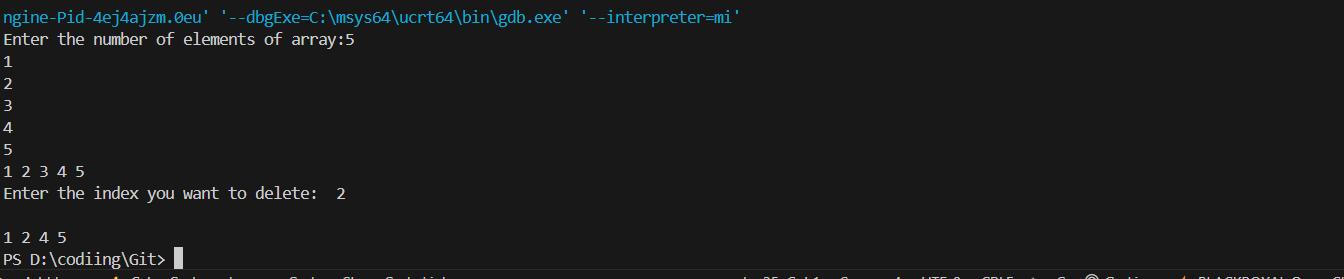 ngine-Pid-4ej4ajzm.0eu' '--dbgExe=C:\msys64\ucrt64\bin\gdb.exe' '--interpreter=mi'
Enter the number of elements of array:5
1
2
3
4
5
1 2 3 4 5
Enter the index you want to delete:  2
1 2 4 5
PS D:\codiing\Git>